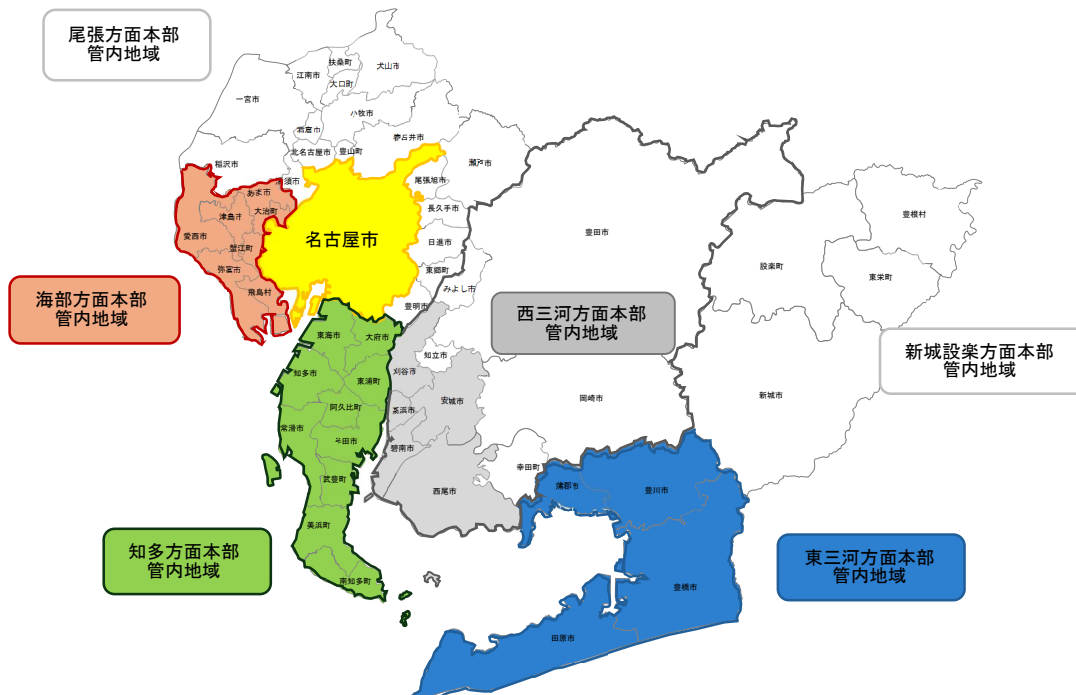 尾張方面本部
管内地域
扶桑町
犬山市
江南市
大口町
一宮市
小牧市
岩倉市
春日井市
北名古屋市
豊山町
瀬戸市
稲沢市
尾張旭市
あま市
津島市
大治町
長久手市
愛西市
名古屋市
豊田市
豊根村
蟹江町
日進市
弥富市
東郷町
設楽町
東栄町
飛島村
みよし市
海部方面本部
管内地域
豊明市
西三河方面本部
管内地域
東海市
大府市
知立市
新城設楽方面本部
管内地域
知多市
東浦町
刈谷市
安城市
岡崎市
新城市
阿久比町
高浜市
常滑市
半田市
碧南市
幸田町
武豊町
西尾市
蒲郡市
豊川市
美浜町
知多方面本部
管内地域
東三河方面本部
管内地域
南知多町
豊橋市
田原市